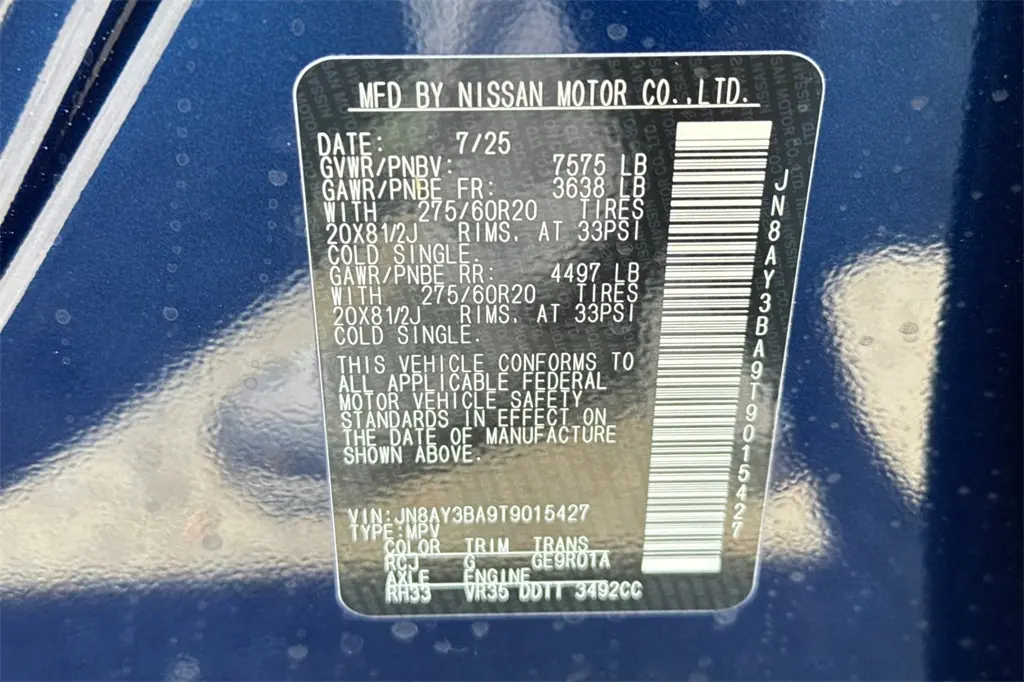 MFD BY NISSAN MOTOR CO.,LTD.
DATE: 7/25
GVWR/PNBV: 7575 LB
GAWR/PNBE FR: 3638 LB
WITH 275/60R20 TIRES
20X81/2J RIMS. AT 33PSI
COLD SINGLE.
GAWR/PNBE RR: 4497 LB
WITH 275/60R20 TIRES
20X81/2J RIMS. AT 33PSI
COLD SINGLE.
THIS VEHICLE CONFORMS TO
ALL APPLICABLE FEDERAL
MOTOR VEHICLE SAFETY
STANDARDS IN EFFECT ON
THE DATE OF MANUFACTURE
SHOWN ABOVE.
VIN:JN8AY3BA9T9015427
TYPE:MPV
COLOR TRIM TRANS
RCJ G GE9R01A
AXLE ENGINE
RH33 VR35 DDTT 3492CC
JN8AY3BA9T9015427